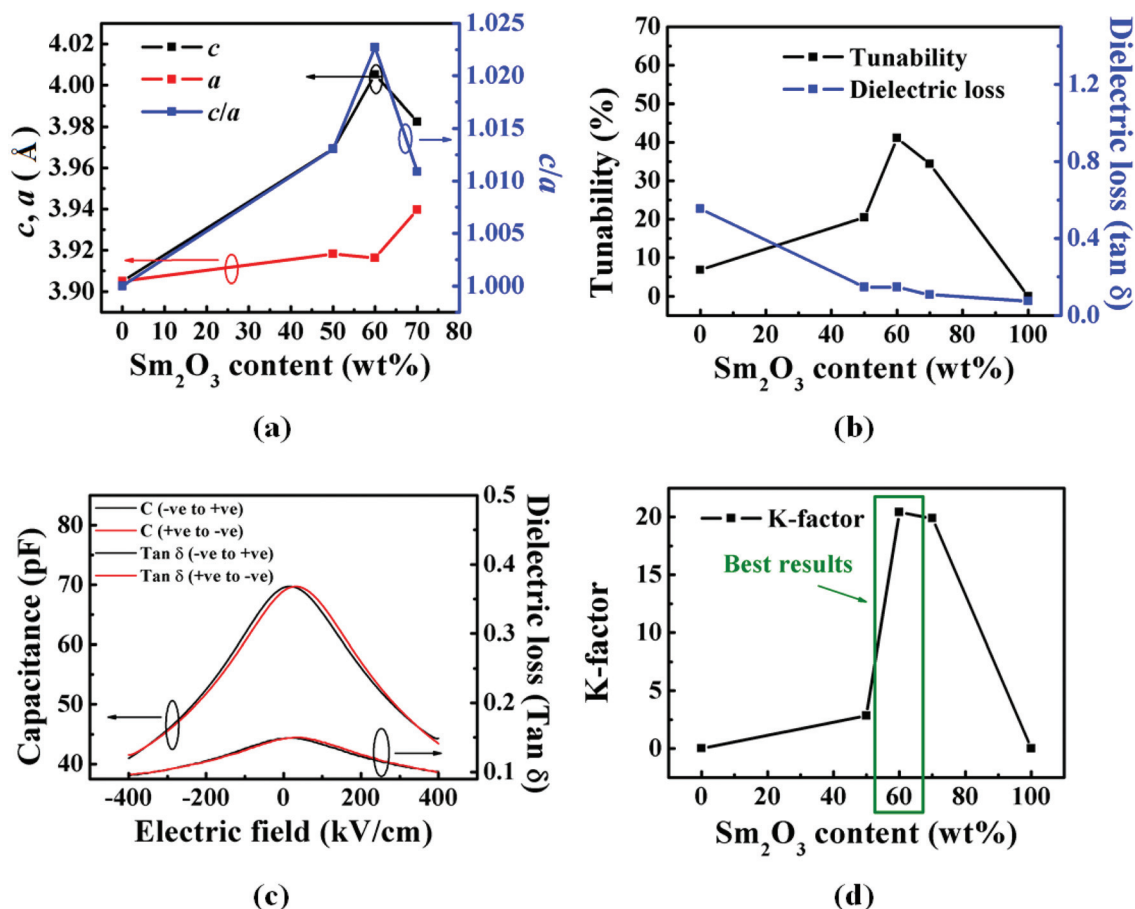 4.02
4.00
3.98
3.96
3.94
3.92
3.90
c, a ( Å )
c
a
c/a
1.025
1.020
1.015
1.010
1.005
1.000
c/a
0 10 20 30 40 50 60 70 80
Sm₂O₃ content (wt%)
(a)
70
60
50
40
30
20
10
0
Tunability (%)
Tunability
Dielectric loss
1.2
0.8
0.4
0.0
Dielectric loss (tan δ)
0 20 40 60 80 100
Sm₂O₃ content (wt%)
(b)
80
70
60
50
40
Capacitance (pF)
C (-ve to +ve)
C (+ve to -ve)
Tan δ (-ve to +ve)
Tan δ (+ve to -ve)
0.5
0.4
0.3
0.2
0.1
Dielectric loss (Tan δ)
-400 -200 0 200 400
Electric field (kV/cm)
(c)
20
15
10
5
0
K-factor
K-factor
Best results
0 20 40 60 80 100
Sm₂O₃ content (wt%)
(d)